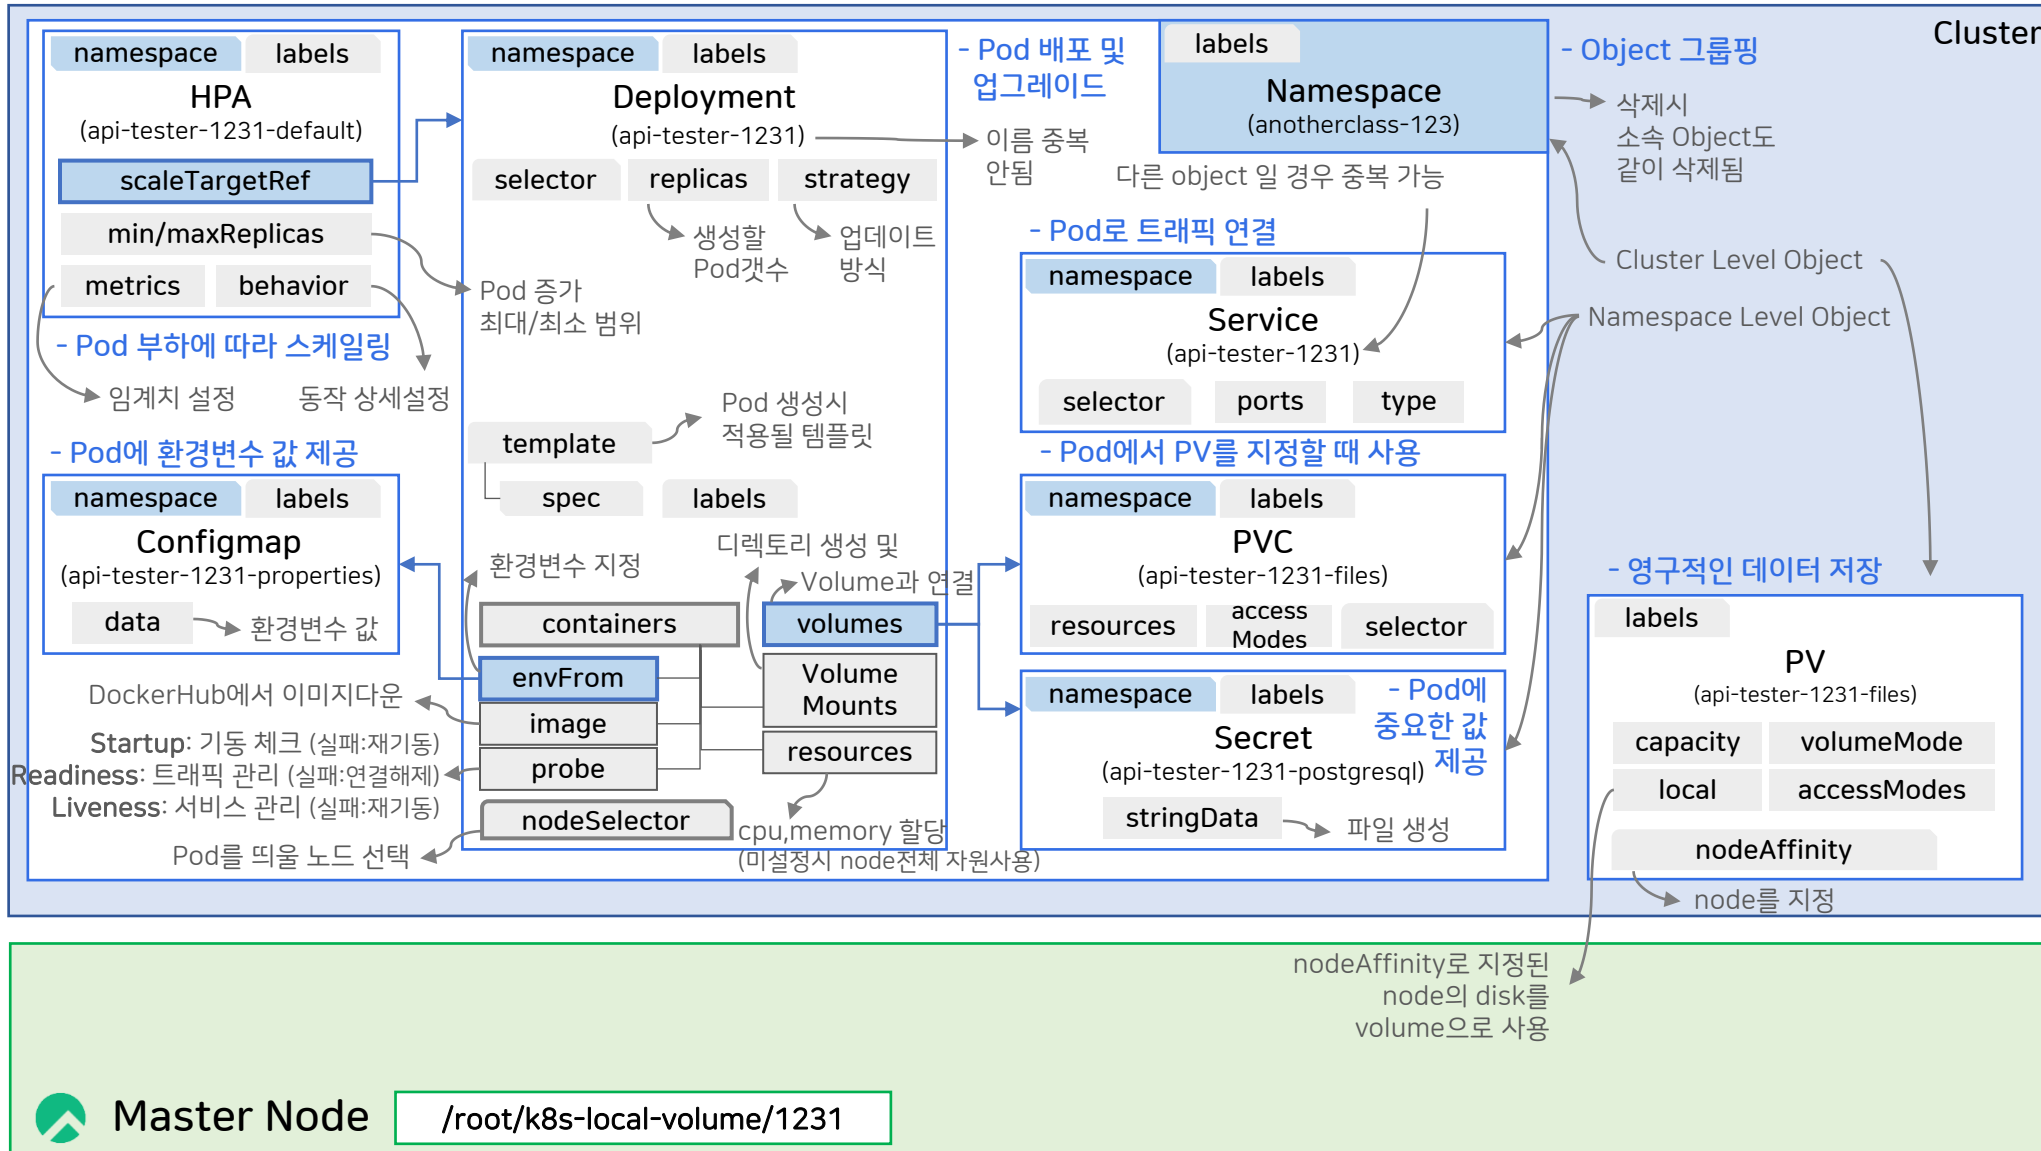 Cluster
namespace
labels
HPA
(api-tester-1231-default)
scaleTargetRef
min/maxReplicas
metrics
behavior
- Pod 부하에 따라 스케일링
임계치 설정
동작 상세설정
Pod 증가
최대/최소 범위
- Pod에 환경변수 값 제공
namespace
labels
Configmap
(api-tester-1231-properties)
data
환경변수 값
DockerHub에서 이미지다운
Startup: 기동 체크 (실패:재기동)
Readiness: 트래픽 관리 (실패:연결해제)
Liveness: 서비스 관리 (실패:재기동)
Pod를 띄울 노드 선택
namespace
labels
Deployment
(api-tester-1231)
selector
replicas
strategy
생성할
Pod갯수
업데이트
방식
- Pod 배포 및
업그레이드
이름 중복
안됨
template
Pod 생성시
적용될 템플릿
spec
labels
환경변수 지정
디렉토리 생성 및
Volume과 연결
containers
volumes
envFrom
Volume
Mounts
image
resources
probe
nodeSelector
cpu,memory 할당
(미설정시 node전체 자원사용)
labels
Namespace
(anotherclass-123)
- Object 그룹핑
삭제시
소속 Object도
같이 삭제됨
다른 object 일 경우 중복 가능
Cluster Level Object
Namespace Level Object
- Pod로 트래픽 연결
namespace
labels
Service
(api-tester-1231)
selector
ports
type
- Pod에서 PV를 지정할 때 사용
namespace
labels
PVC
(api-tester-1231-files)
resources
access
Modes
selector
namespace
labels
- Pod에
중요한 값
제공
Secret
(api-tester-1231-postgresql)
stringData
파일 생성
- 영구적인 데이터 저장
labels
PV
(api-tester-1231-files)
capacity
volumeMode
local
accessModes
nodeAffinity
node를 지정
nodeAffinity로 지정된
node의 disk를
volume으로 사용
Master Node
/root/k8s-local-volume/1231